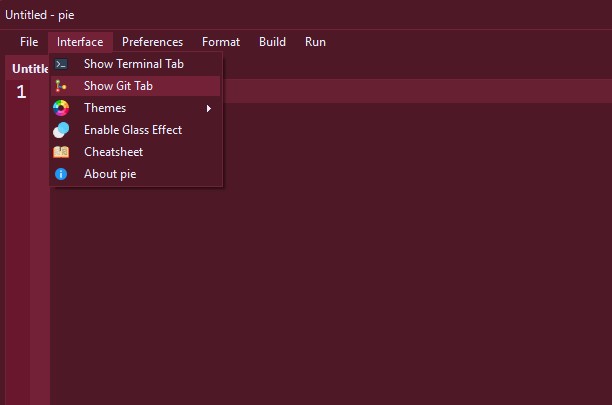 Untitled - pie
File Interface Preferences Format Build Run
Show Terminal Tab
Show Git Tab
Themes
Enable Glass Effect
Cheatsheet
About pie
1